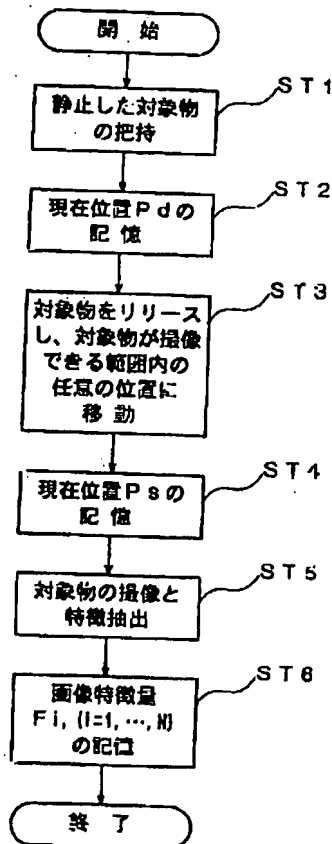 開始
ST1
静止した対象物
の把持
ST2
現在位置Pdの
記憶
ST3
対象物をリリース
し、対象物が撮像
できる範囲内の
任意の位置に
移動
ST4
現在位置Psの
記憶
ST5
対象物の撮像と
特徴抽出
ST6
画像特徴量
Fi, (i=1, …, N)
の記憶
終了